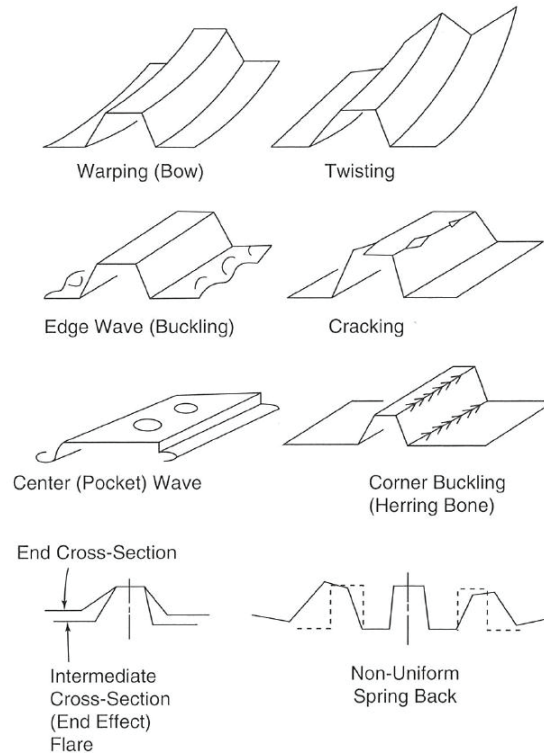 Warping (Bow)
Twisting
Edge Wave (Buckling)
Cracking
Center (Pocket) Wave
Corner Buckling
(Herring Bone)
End Cross-Section
Intermediate
Cross-Section
(End Effect)
Flare
Non-Uniform
Spring Back